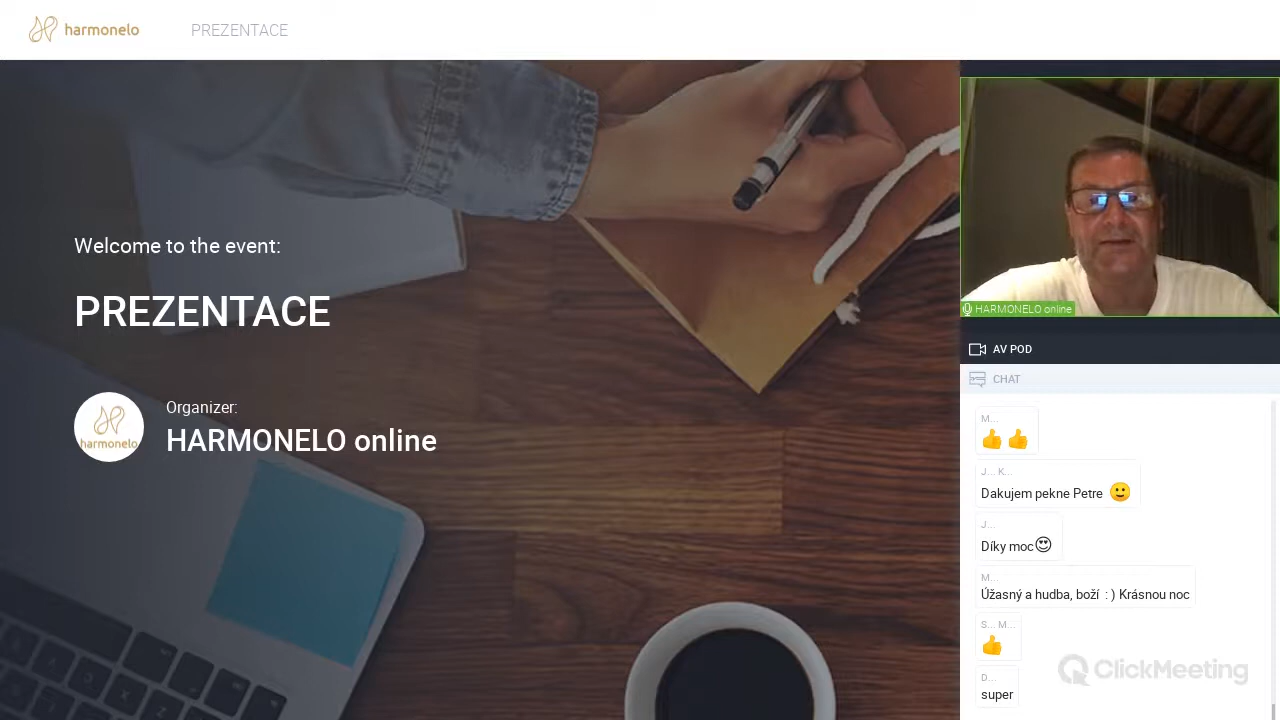 harmonelo
PREZENTACE
Welcome to the event:
PREZENTACE
harmonelo
Organizer:
HARMONELO online
HARMONELO online
AV POD
CHAT
M...
J... K...
Dakujem pekne Petre
J...
Díky moc
M...
Úžasný a hudba, boží : ) Krásnou noc
S... M...
D...
super
ClickMeeting